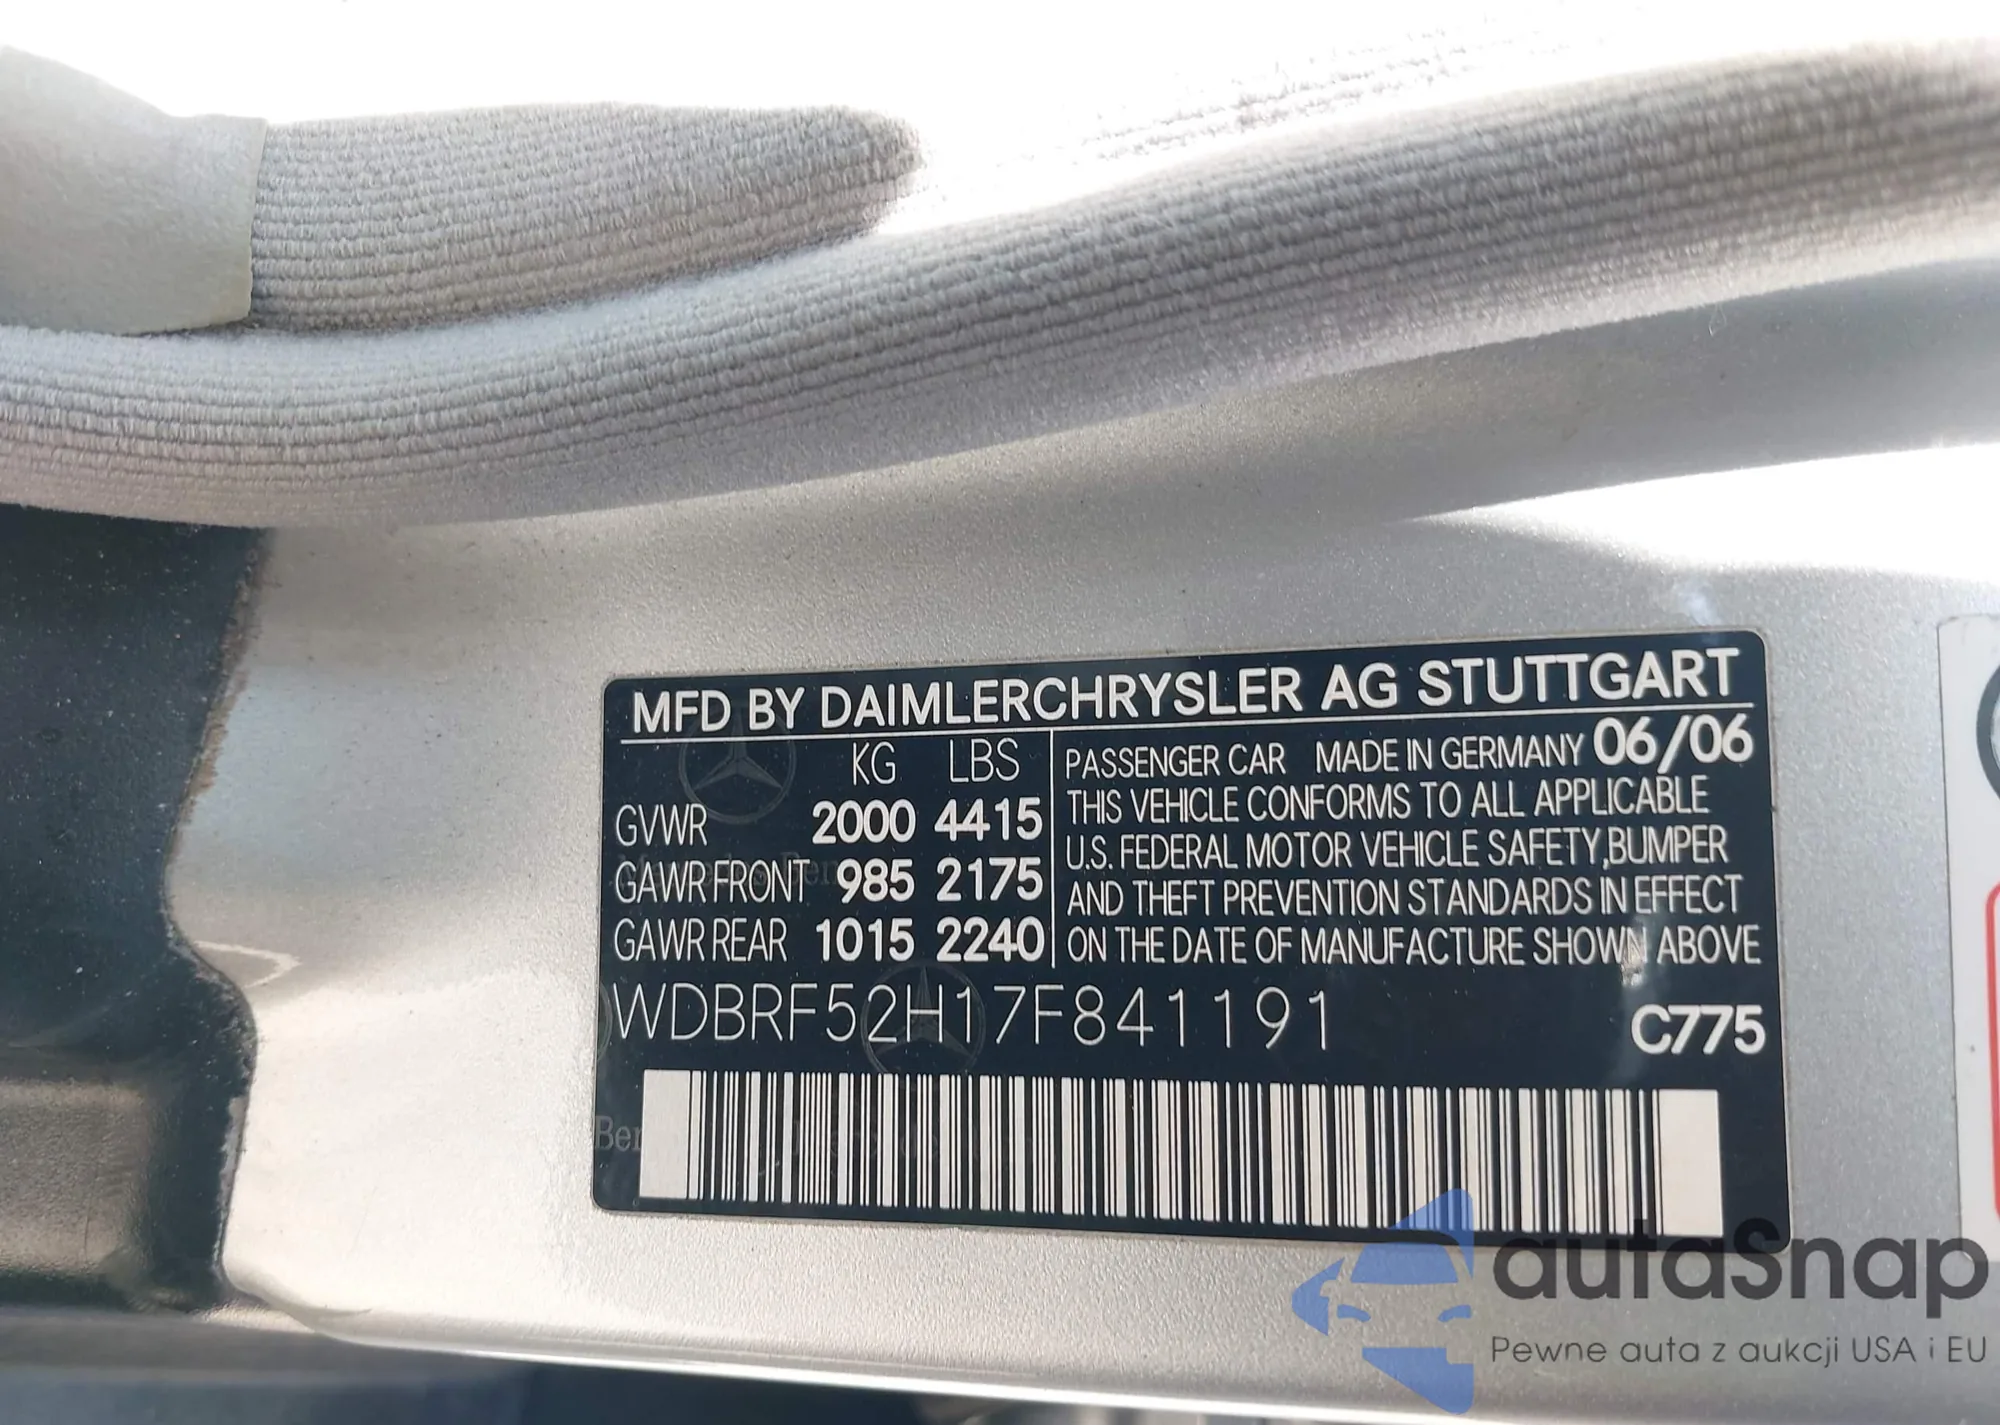 MFD BY DAIMLERCHRYSLER AG STUTTGART
KG LBS
GVWR 2000 4415
GAWR FRONT 985 2175
GAWR REAR 1015 2240
PASSENGER CAR MADE IN GERMANY 06/06
THIS VEHICLE CONFORMS TO ALL APPLICABLE
U.S. FEDERAL MOTOR VEHICLE SAFETY, BUMPER
AND THEFT PREVENTION STANDARDS IN EFFECT
ON THE DATE OF MANUFACTURE SHOWN ABOVE
WDBRF52H17F841191
C775
autaSnap
Pewne auta z aukcji USA i EU